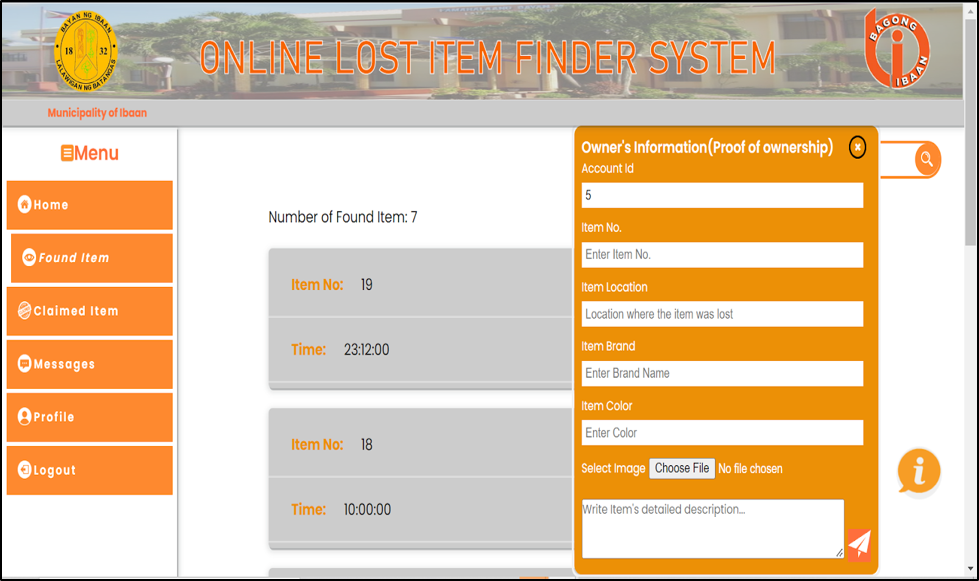 BAYAN NG IBAAN
18 32
LALAWIGAN NG BATANGAS
ONLINE LOST ITEM FINDER SYSTEM
BAGONG
IBAAN
Municipality of Ibaan
Menu
Home
Found Item
Claimed Item
Messages
Profile
Logout
Number of Found Item: 7
Item No: 19
Time: 23:12:00
Item No: 18
Time: 10:00:00
Owner's Information(Proof of ownership)
x
Account Id
5
Item No.
Enter Item No.
Item Location
Location where the item was lost
Item Brand
Enter Brand Name
Item Color
Enter Color
Select Image Choose File No file chosen
Write Item's detailed description...
i